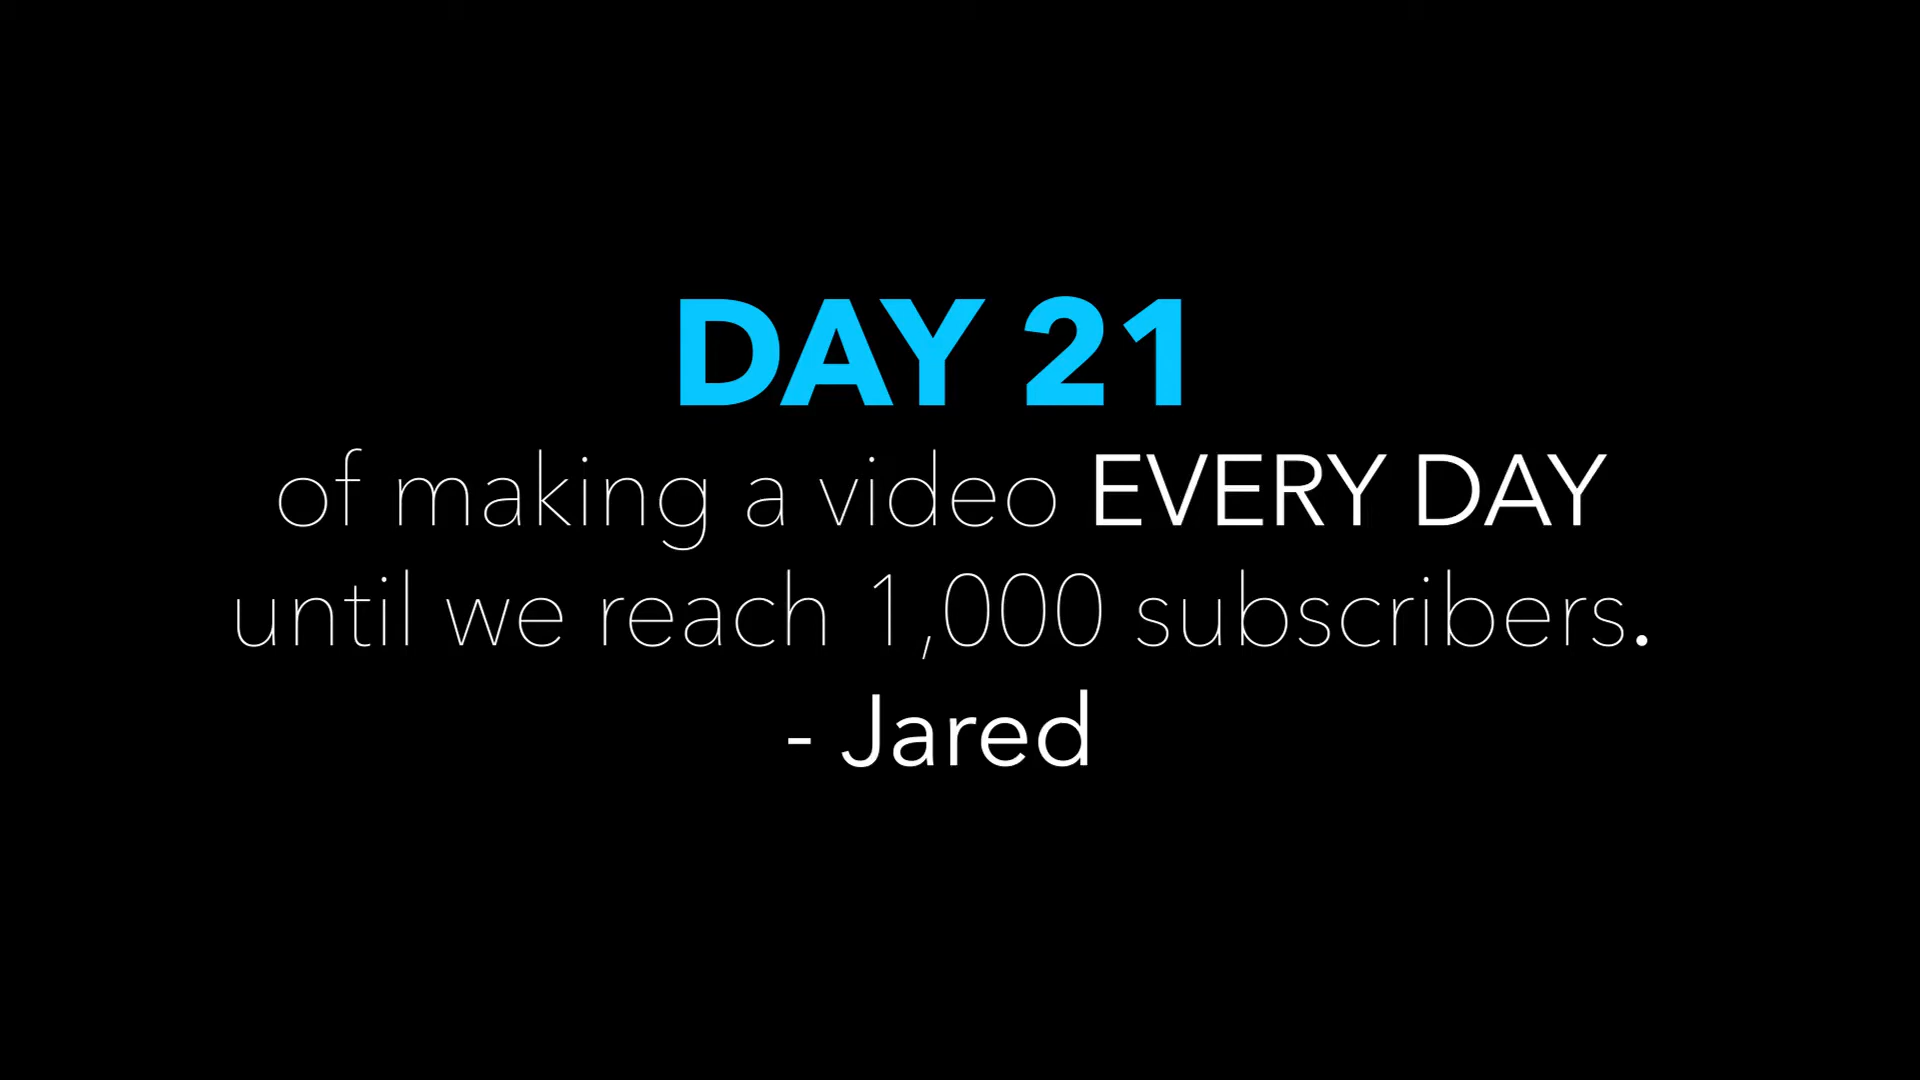 DAY 21
of making a video EVERY DAY
until we reach 1,000 subscribers.
- Jared